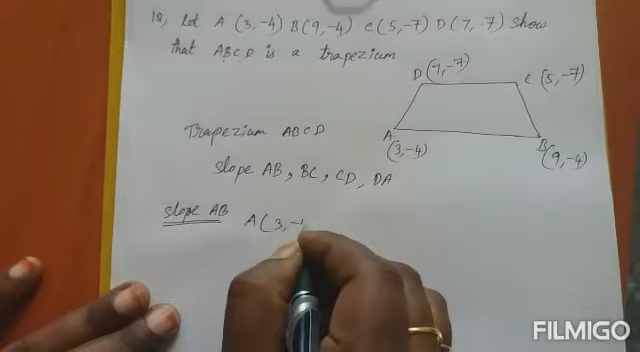 18, Let A (3,-4) B(9,-4) C(5,-7) D(7,-7) show
that ABCD is a trapezium
D(7,-7)
C (5,-7)
Trapezium ABCD
A
(3,-4)
B
(9,-4)
slope AB, BC, CD, DA
slope AB A(3,-4
FILMIGO